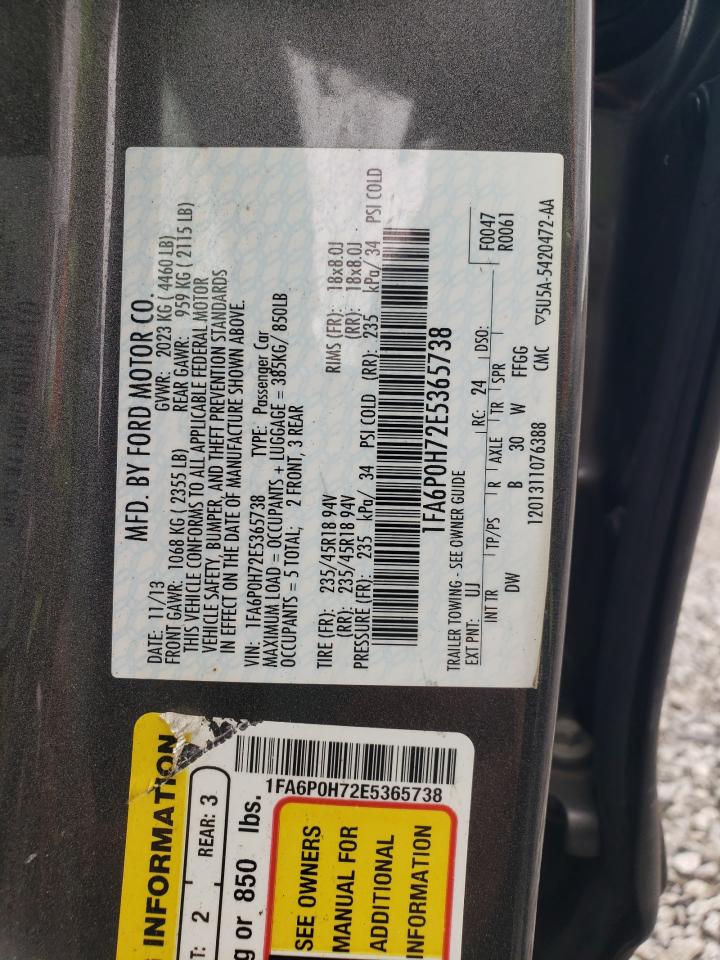 MFD. BY FORD MOTOR CO.
DATE: 11/13 GVWR: 2023 KG ( 4460 LB)
FRONT GAWR: 1068 KG ( 2355 LB) REAR GAWR: 959 KG ( 2115 LB)
THIS VEHICLE CONFORMS TO ALL APPLICABLE FEDERAL MOTOR
VEHICLE SAFETY, BUMPER, AND THEFT PREVENTION STANDARDS
IN EFFECT ON THE DATE OF MANUFACTURE SHOWN ABOVE.
VIN: 1FA6P0H72E5365738 TYPE: Passenger Car
MAXIMUM LOAD = OCCUPANTS + LUGGAGE = 385KG/ 850LB
OCCUPANTS = 5 TOTAL; 2 FRONT, 3 REAR
TIRE (FR): 235/45R18 94V RIMS (FR): 18x8.0J
(RR): 235/45R18 94V (RR): 18x8.0J
PRESSURE (FR): 235 kPa/ 34 PSI COLD (RR): 235 kPa/ 34 PSI COLD
1FA6P0H72E5365738
TRAILER TOWING - SEE OWNER GUIDE F0047
EXT PNT: UJ RC: 24 DSO: R0061
INT TR TP/PS R AXLE TR SPR
DW B 30 W FFGG
1201311076388 CMC ▽5U5A-5420472-AA
INFORMATION
T: 2 REAR: 3
g or 850 lbs.
1FA6P0H72E5365738
SEE OWNERS
MANUAL FOR
ADDITIONAL
INFORMATION